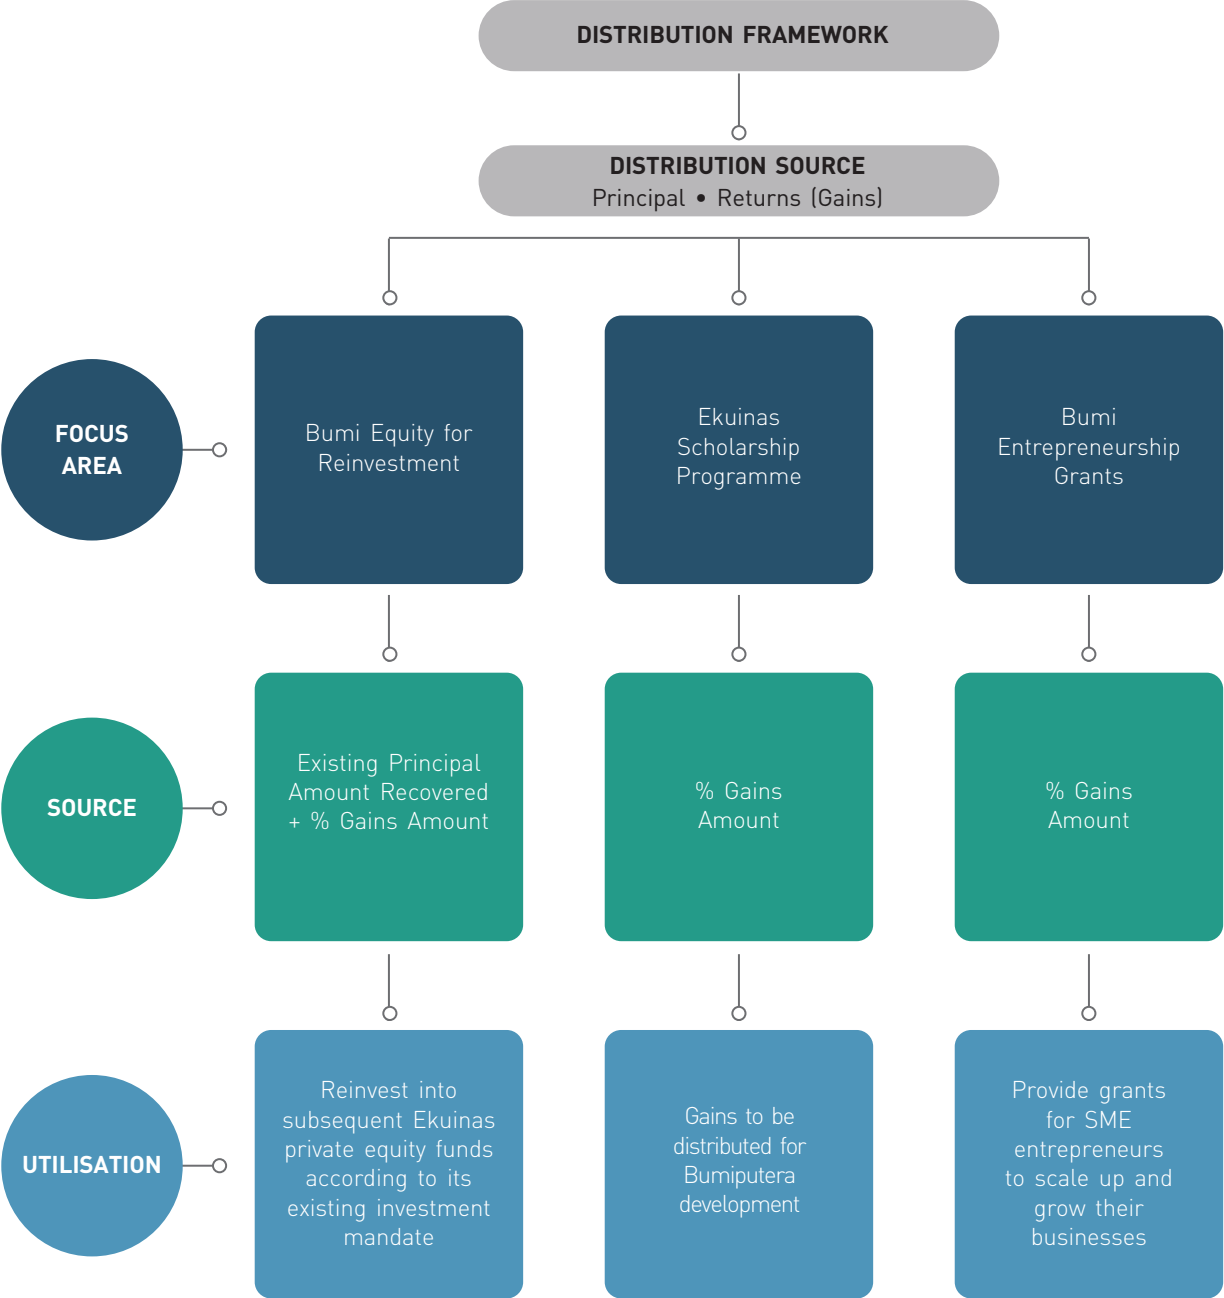 DISTRIBUTION FRAMEWORK
DISTRIBUTION SOURCE
Principal • Returns (Gains)
FOCUS
AREA
Bumi Equity for
Reinvestment
Ekuinas
Scholarship
Programme
Bumi
Entrepreneurship
Grants
SOURCE
Existing Principal
Amount Recovered
+ % Gains Amount
% Gains
Amount
% Gains
Amount
UTILISATION
Reinvest into
subsequent Ekuinas
private equity funds
according to its
existing investment
mandate
Gains to be
distributed for
Bumiputera
development
Provide grants
for SME
entrepreneurs
to scale up and
grow their
businesses